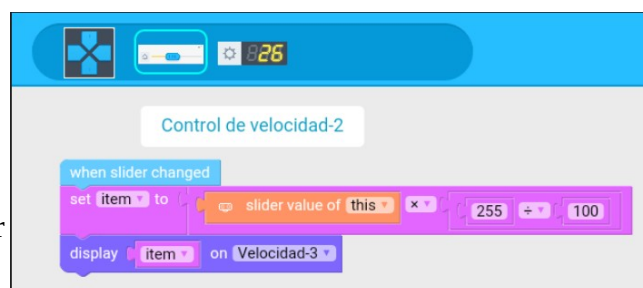 26
Control de velocidad-2
when slider changed
set item to slider value of this × 255 ÷ 100
r
display item on Velocidad-3